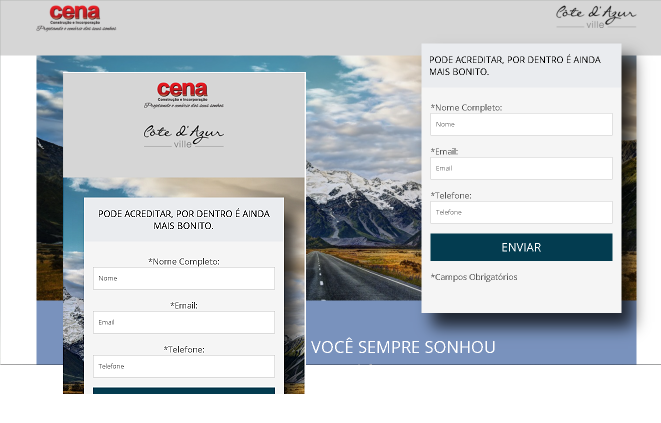 cena
Construção e Incorporação
Projetando o cenário dos seus sonhos
Cote d'Azur
ville
PODE ACREDITAR, POR DENTRO É AINDA
MAIS BONITO.
*Nome Completo:
Nome
*Email:
Email
*Telefone:
Telefone
ENVIAR
*Campos Obrigatórios
VOCÊ SEMPRE SONHOU
cena
Construção e Incorporação
Projetando o cenário dos seus sonhos
Cote d'Azur
ville
PODE ACREDITAR, POR DENTRO É AINDA
MAIS BONITO.
*Nome Completo:
Nome
*Email:
Email
*Telefone:
Telefone